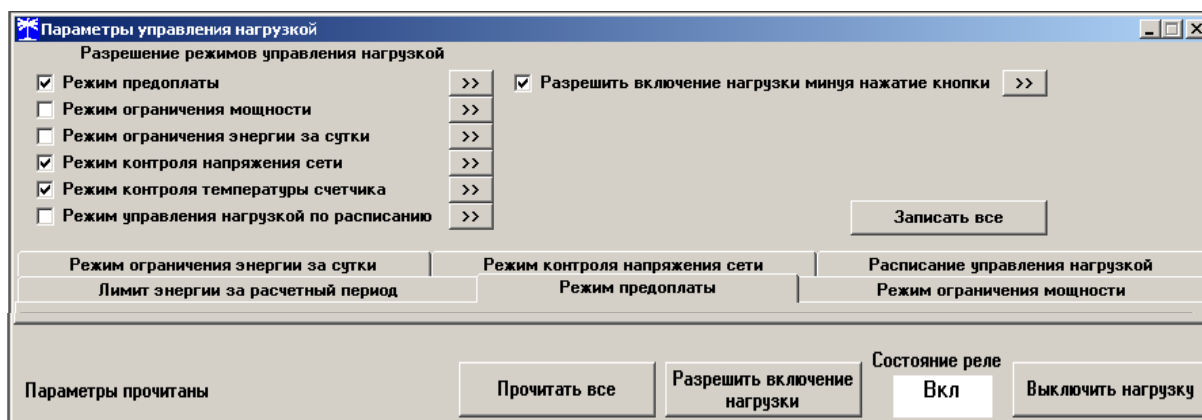 Параметры управления нагрузкой
Разрешение режимов управления нагрузкой
Режим предоплаты >> Разрешить включение нагрузки минуя нажатие кнопки >>
Режим ограничения мощности >>
Режим ограничения энергии за сутки >>
Режим контроля напряжения сети >>
Режим контроля температуры счетчика >>
Режим управления нагрузкой по расписанию >>
Записать все
Режим ограничения энергии за сутки Режим контроля напряжения сети Расписание управления нагрузкой
Лимит энергии за расчетный период Режим предоплаты Режим ограничения мощности
Параметры прочитаны
Прочитать все
Разрешить включение
нагрузки
Состояние реле
Вкл
Выключить нагрузку